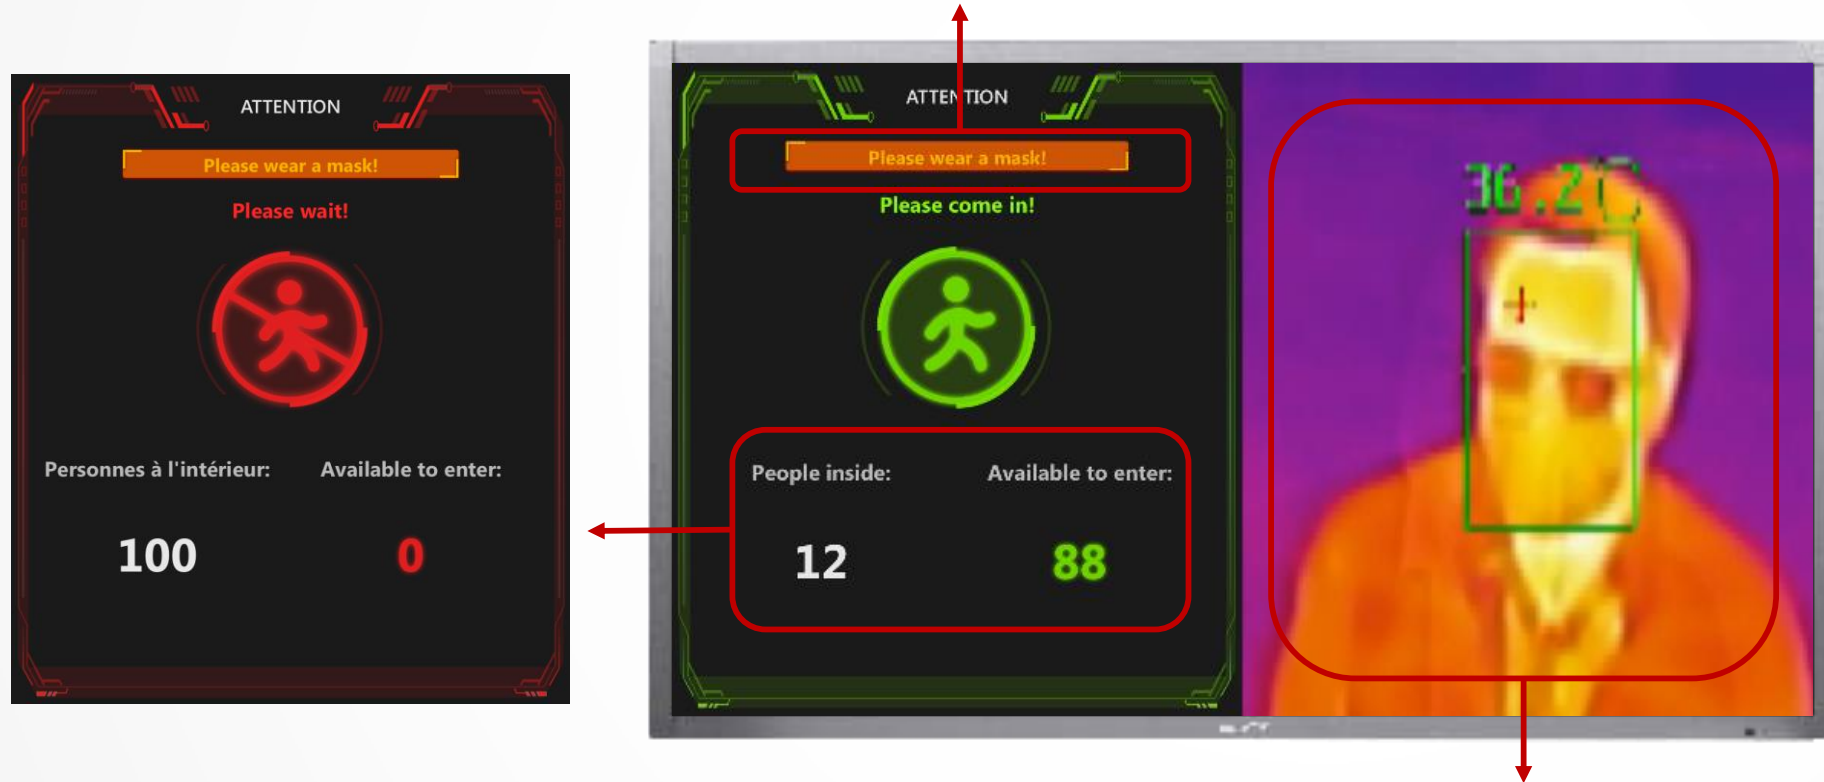 ATTENTION
Please wear a mask!
Please wait!
Personnes à l'intérieur:
Available to enter:
100
0
ATTENTION
Please wear a mask!
Please come in!
People inside:
Available to enter:
12
88
36.2℃